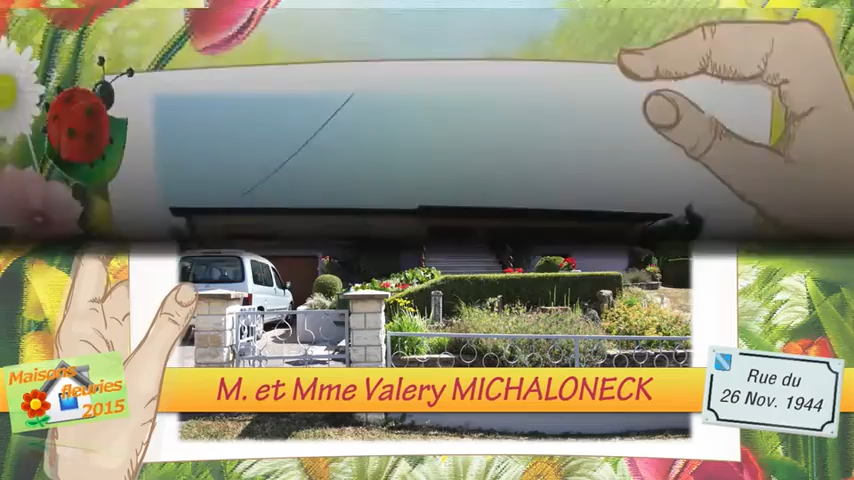 Maisons
fleuries
2015
M. et Mme Valery MICHALONECK
Rue du
26 Nov. 1944